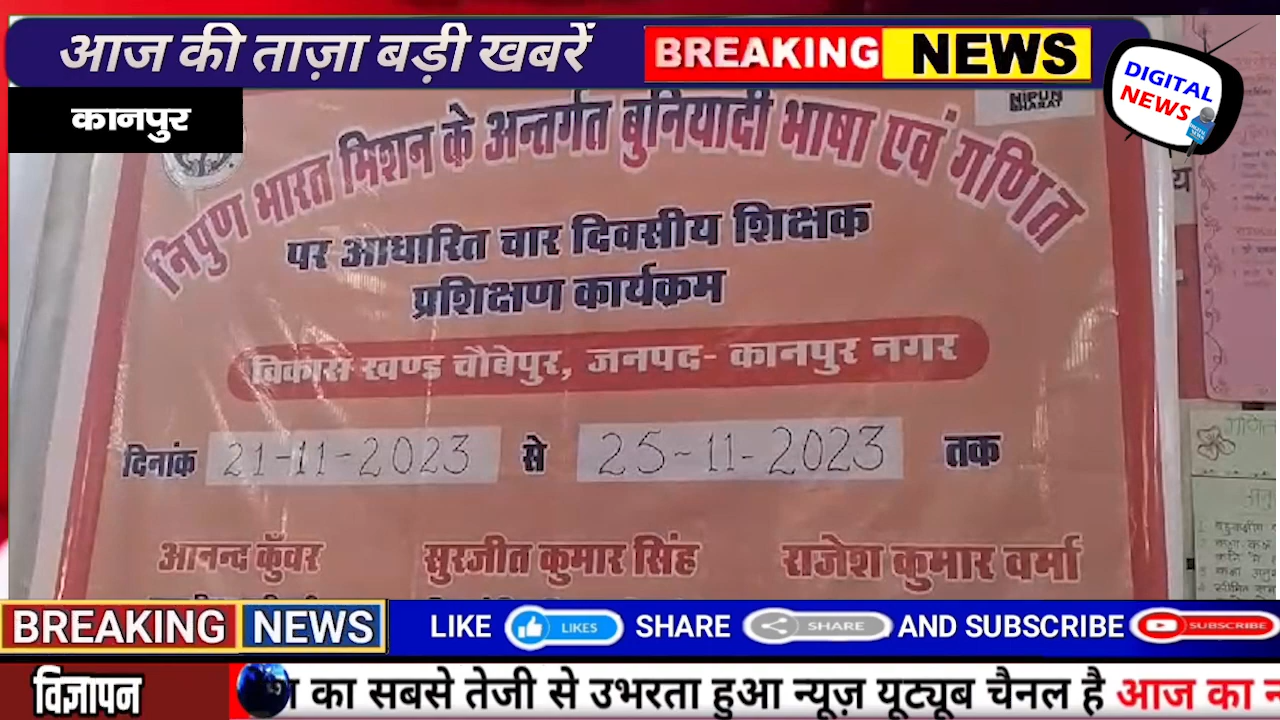 आज की ताज़ा बड़ी खबरें
BREAKING NEWS
DIGITAL NEWS
कानपुर
NIPUN BHARAT
निपुण भारत मिशन के अन्तर्गत बुनियादी भाषा एवं गणित
पर आधारित चार दिवसीय शिक्षक
प्रशिक्षण कार्यक्रम
विकास खण्ड चौबेपुर, जनपद- कानपुर नगर
दिनांक 21-11-2023 से 25-11-2023 तक
आनन्द कुँवर सुरजीत कुमार सिंह राजेश कुमार वर्मा
BREAKING NEWS LIKE LIKES SHARE SHARE AND SUBSCRIBE SUBSCRIBE
विज्ञापन का सबसे तेजी से उभरता हुआ न्यूज़ यूट्यूब चैनल है आज का